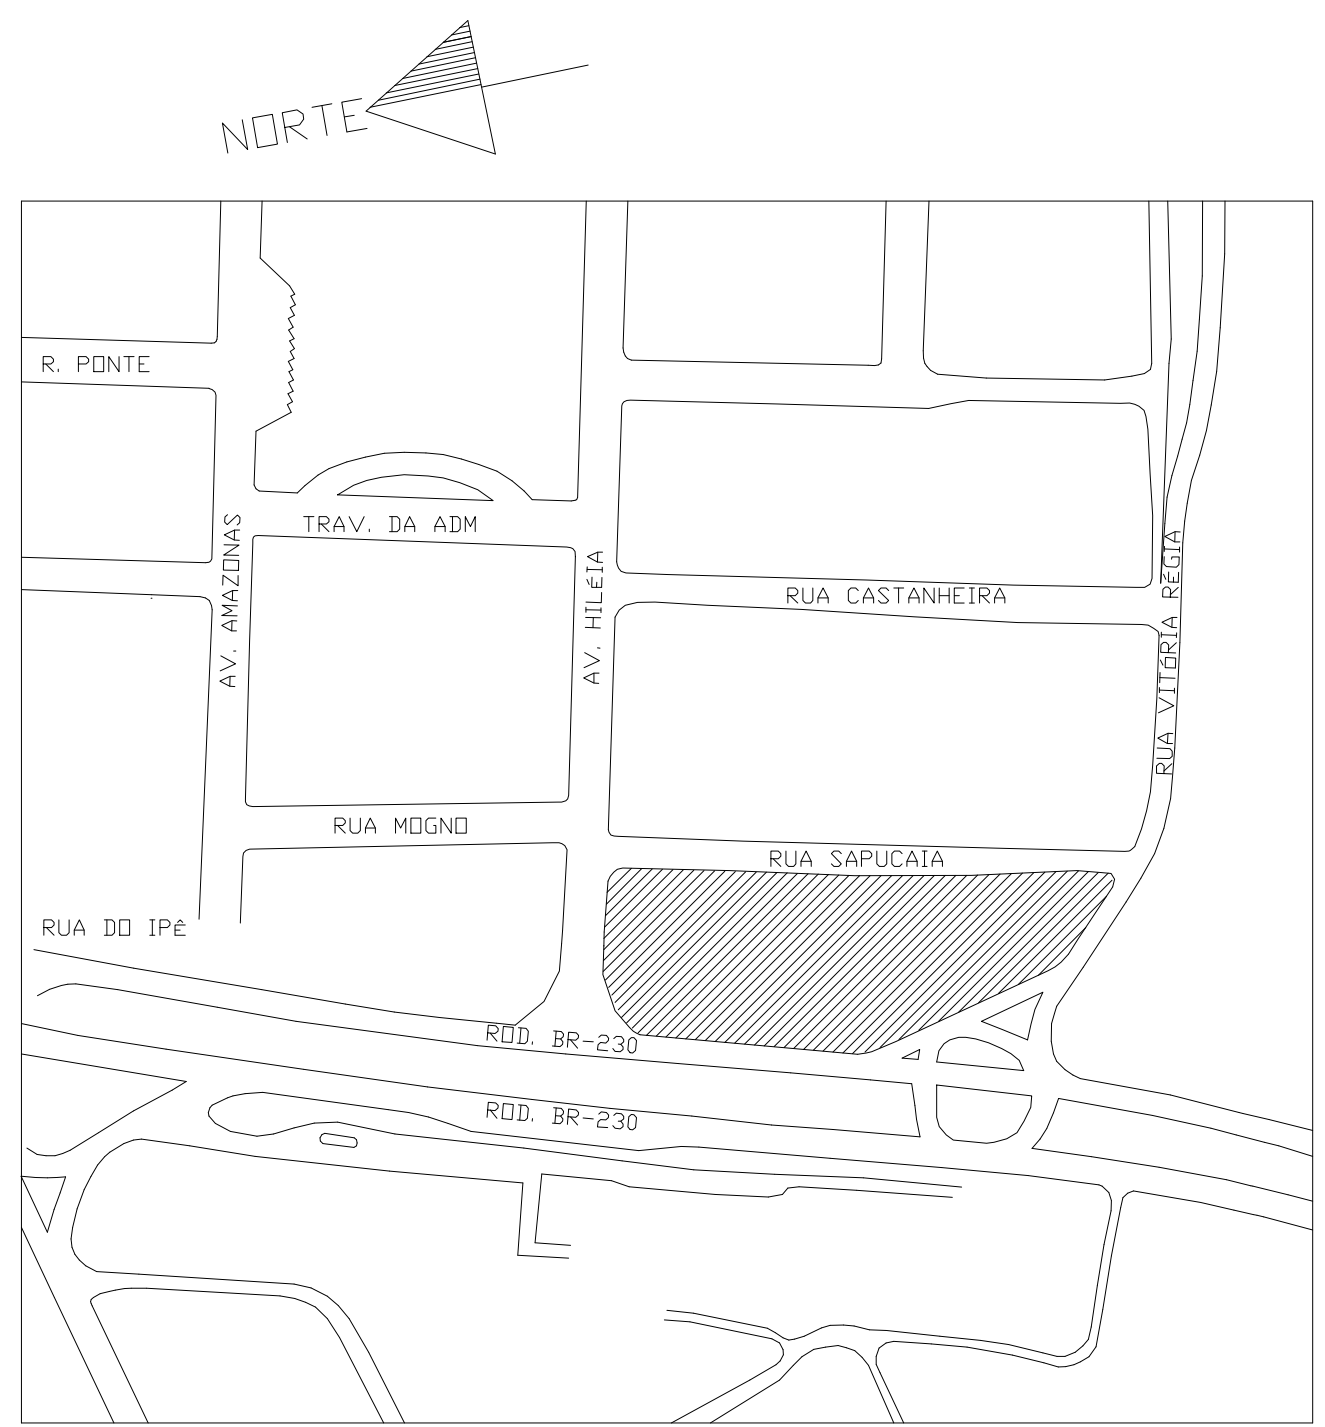 NORTE
R. PONTE
TRAV. DA ADM
AV. AMAZONAS
AV. HILÉIA
RUA CASTANHEIRA
RUA VITÓRIA RÉGIA
RUA MOGNO
RUA SAPUCAIA
RUA DO IPÊ
ROD. BR-230
ROD. BR-230